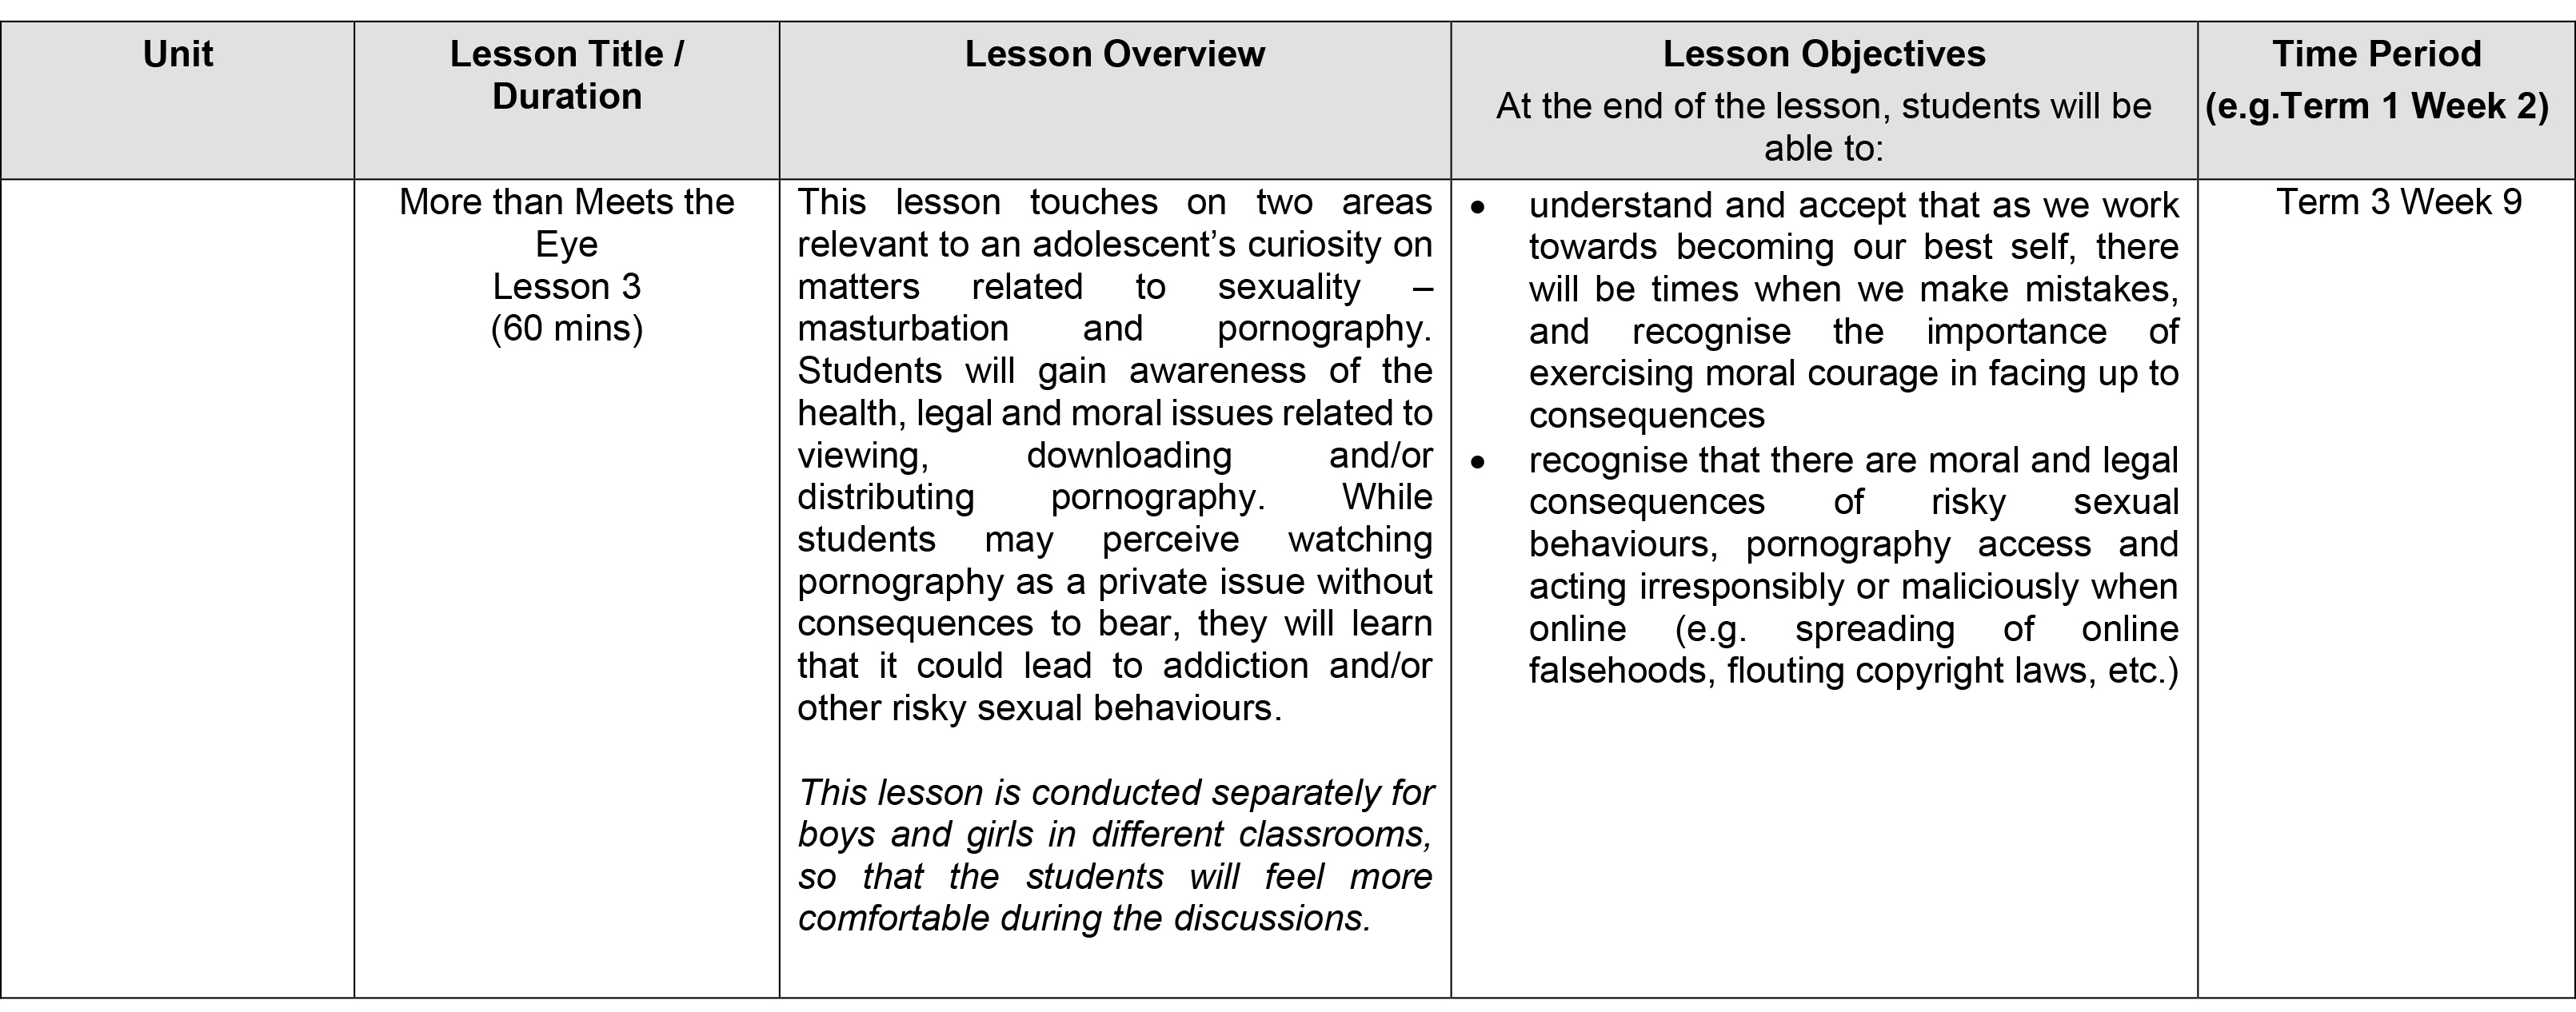 Unit
Lesson Title /
Duration
Lesson Overview
Lesson Objectives
At the end of the lesson, students will be
able to:
Time Period
(e.g.Term 1 Week 2)
More than Meets the
Eye
Lesson 3
(60 mins)
This lesson touches on two areas
relevant to an adolescent’s curiosity on
matters related to sexuality –
masturbation and pornography.
Students will gain awareness of the
health, legal and moral issues related to
viewing, downloading and/or
distributing pornography. While
students may perceive watching
pornography as a private issue without
consequences to bear, they will learn
that it could lead to addiction and/or
other risky sexual behaviours.
This lesson is conducted separately for
boys and girls in different classrooms,
so that the students will feel more
comfortable during the discussions.
• understand and accept that as we work
towards becoming our best self, there
will be times when we make mistakes,
and recognise the importance of
exercising moral courage in facing up to
consequences
• recognise that there are moral and legal
consequences of risky sexual
behaviours, pornography access and
acting irresponsibly or maliciously when
online (e.g. spreading of online
falsehoods, flouting copyright laws, etc.)
Term 3 Week 9